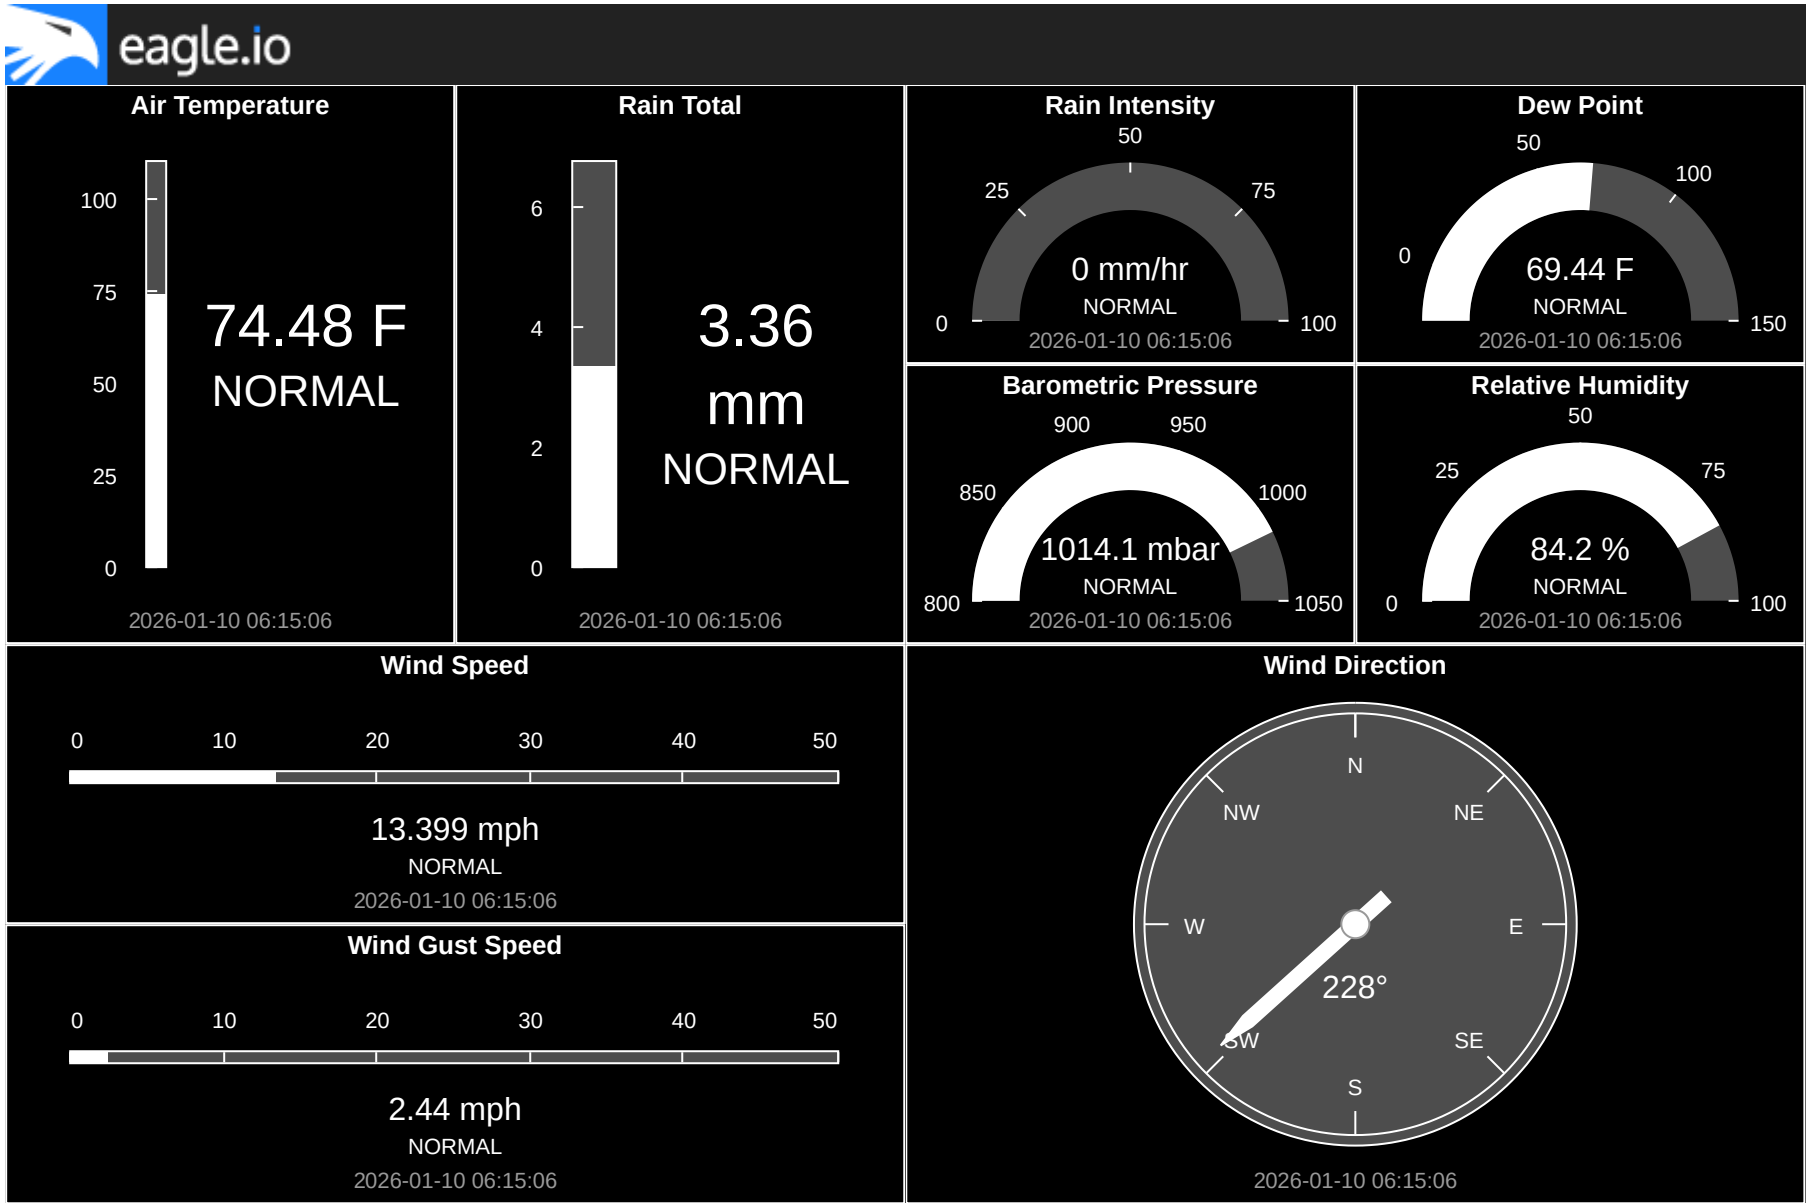 eagle.io
Air Temperature
100
75
50
25
0
74.48 F
NORMAL
2026-01-10 06:15:06
Rain Total
6
4
2
0
3.36
mm
NORMAL
2026-01-10 06:15:06
Rain Intensity
0
25
50
75
100
0 mm/hr
NORMAL
2026-01-10 06:15:06
Dew Point
0
50
100
150
69.44 F
NORMAL
2026-01-10 06:15:06
Barometric Pressure
800
850
900
950
1000
1050
1014.1 mbar
NORMAL
2026-01-10 06:15:06
Relative Humidity
0
25
50
75
100
84.2 %
NORMAL
2026-01-10 06:15:06
Wind Speed
0 10 20 30 40 50
13.399 mph
NORMAL
2026-01-10 06:15:06
Wind Gust Speed
0 10 20 30 40 50
2.44 mph
NORMAL
2026-01-10 06:15:06
Wind Direction
N
NW NE
W E
228°
SW SE
S
2026-01-10 06:15:06